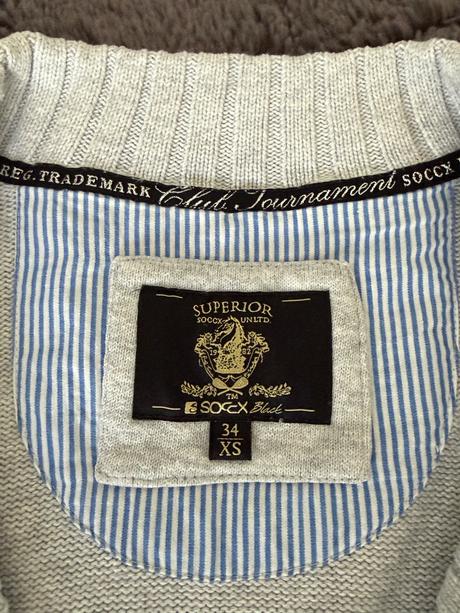 REG. TRADEMARK Club Tournament SOCCX
SUPERIOR
SOCCX UNLTD.
19 82
TM
SOCCX Black
34
XS